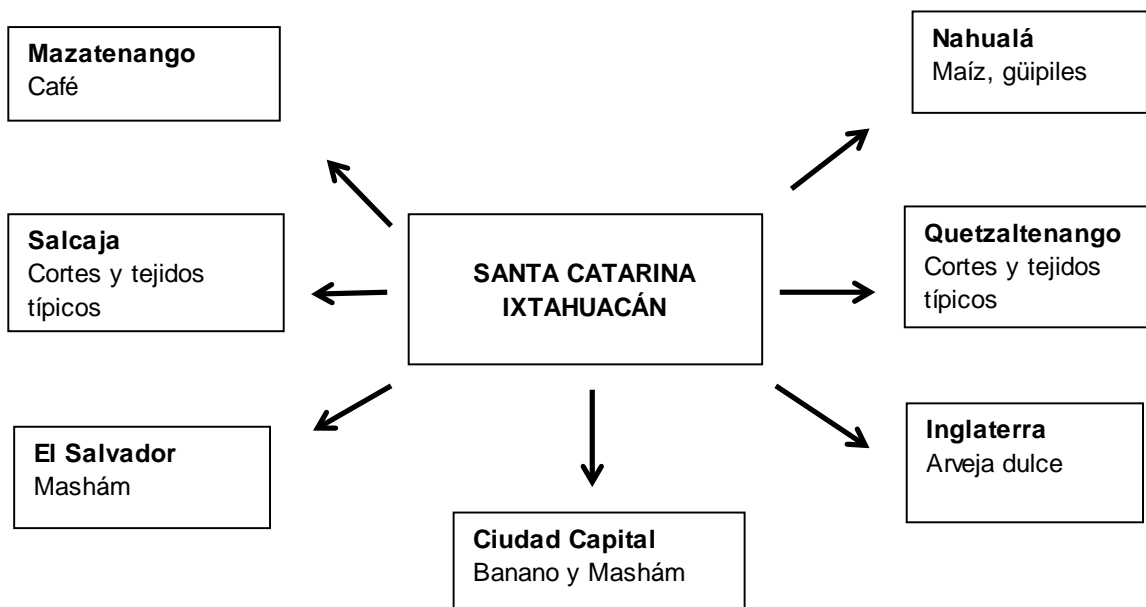 Mazatenango
Café
Nahualá
Maíz, güipiles
Salcaja
Cortes y tejidos
típicos
SANTA CATARINA
IXTAHUACÁN
Quetzaltenango
Cortes y tejidos
típicos
El Salvador
Mashám
Inglaterra
Arveja dulce
Ciudad Capital
Banano y Mashám